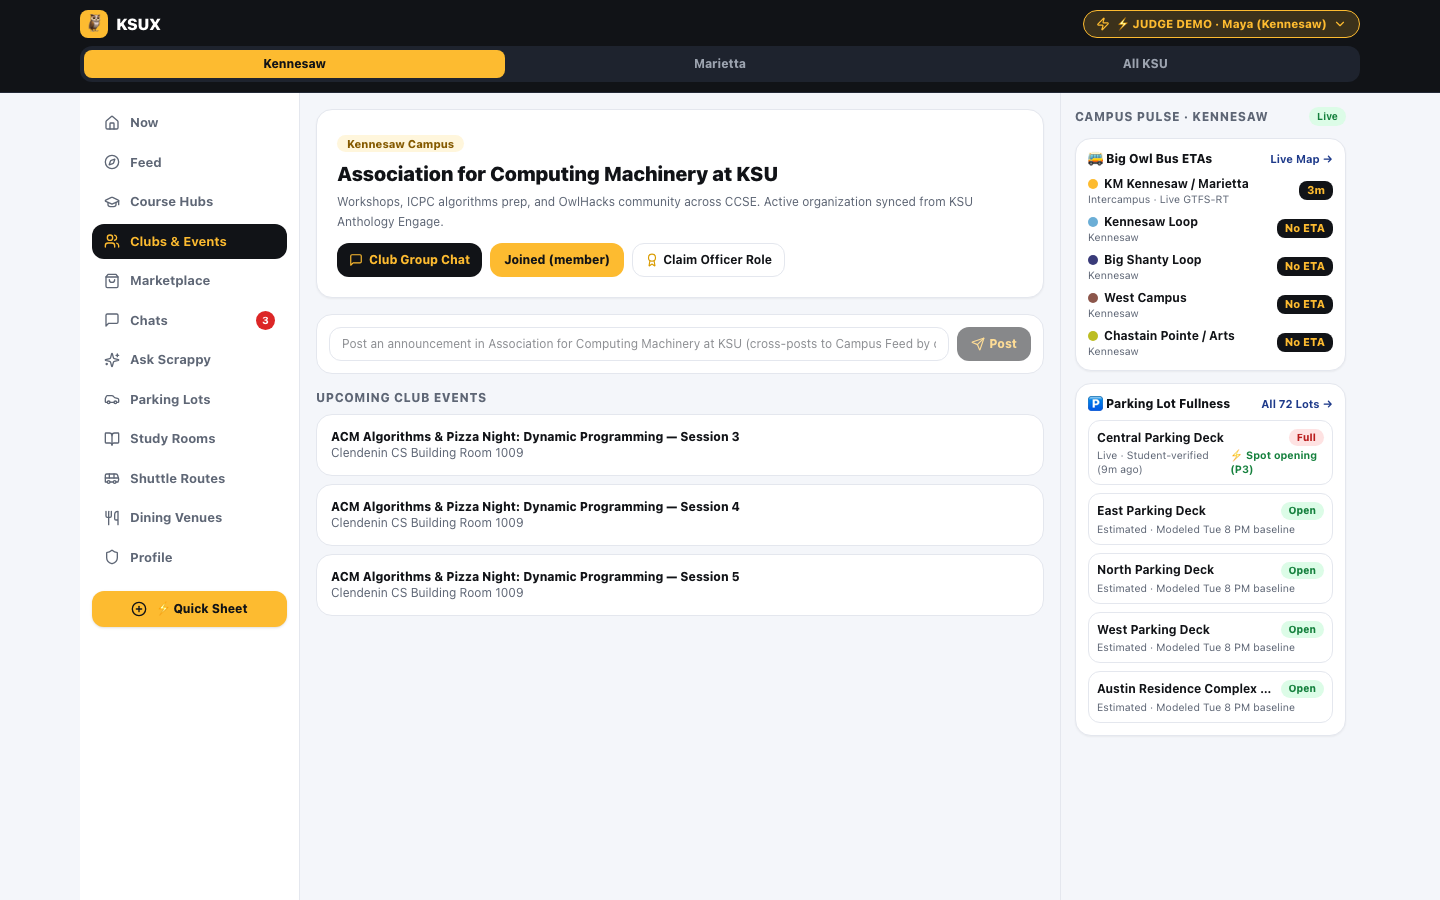 KSUX
⚡ JUDGE DEMO · Maya (Kennesaw)
Kennesaw
Marietta
All KSU
Now
Feed
Course Hubs
Clubs & Events
Marketplace
Chats
3
Ask Scrappy
Parking Lots
Study Rooms
Shuttle Routes
Dining Venues
Profile
⚡ Quick Sheet
Kennesaw Campus
Association for Computing Machinery at KSU
Workshops, ICPC algorithms prep, and OwlHacks community across CCSE. Active organization synced from KSU
Anthology Engage.
Club Group Chat
Joined (member)
Claim Officer Role
Post an announcement in Association for Computing Machinery at KSU (cross-posts to Campus Feed by
Post
UPCOMING CLUB EVENTS
ACM Algorithms & Pizza Night: Dynamic Programming — Session 3
Clendenin CS Building Room 1009
ACM Algorithms & Pizza Night: Dynamic Programming — Session 4
Clendenin CS Building Room 1009
ACM Algorithms & Pizza Night: Dynamic Programming — Session 5
Clendenin CS Building Room 1009
CAMPUS PULSE · KENNESAW
Live
🚌 Big Owl Bus ETAs
Live Map →
KM Kennesaw / Marietta
Intercampus · Live GTFS-RT
3m
Kennesaw Loop
Kennesaw
No ETA
Big Shanty Loop
Kennesaw
No ETA
West Campus
Kennesaw
No ETA
Chastain Pointe / Arts
Kennesaw
No ETA
🅿️ Parking Lot Fullness
All 72 Lots →
Central Parking Deck
Full
Live · Student-verified
(9m ago)
⚡ Spot opening
(P3)
East Parking Deck
Open
Estimated · Modeled Tue 8 PM baseline
North Parking Deck
Open
Estimated · Modeled Tue 8 PM baseline
West Parking Deck
Open
Estimated · Modeled Tue 8 PM baseline
Austin Residence Complex ...
Open
Estimated · Modeled Tue 8 PM baseline